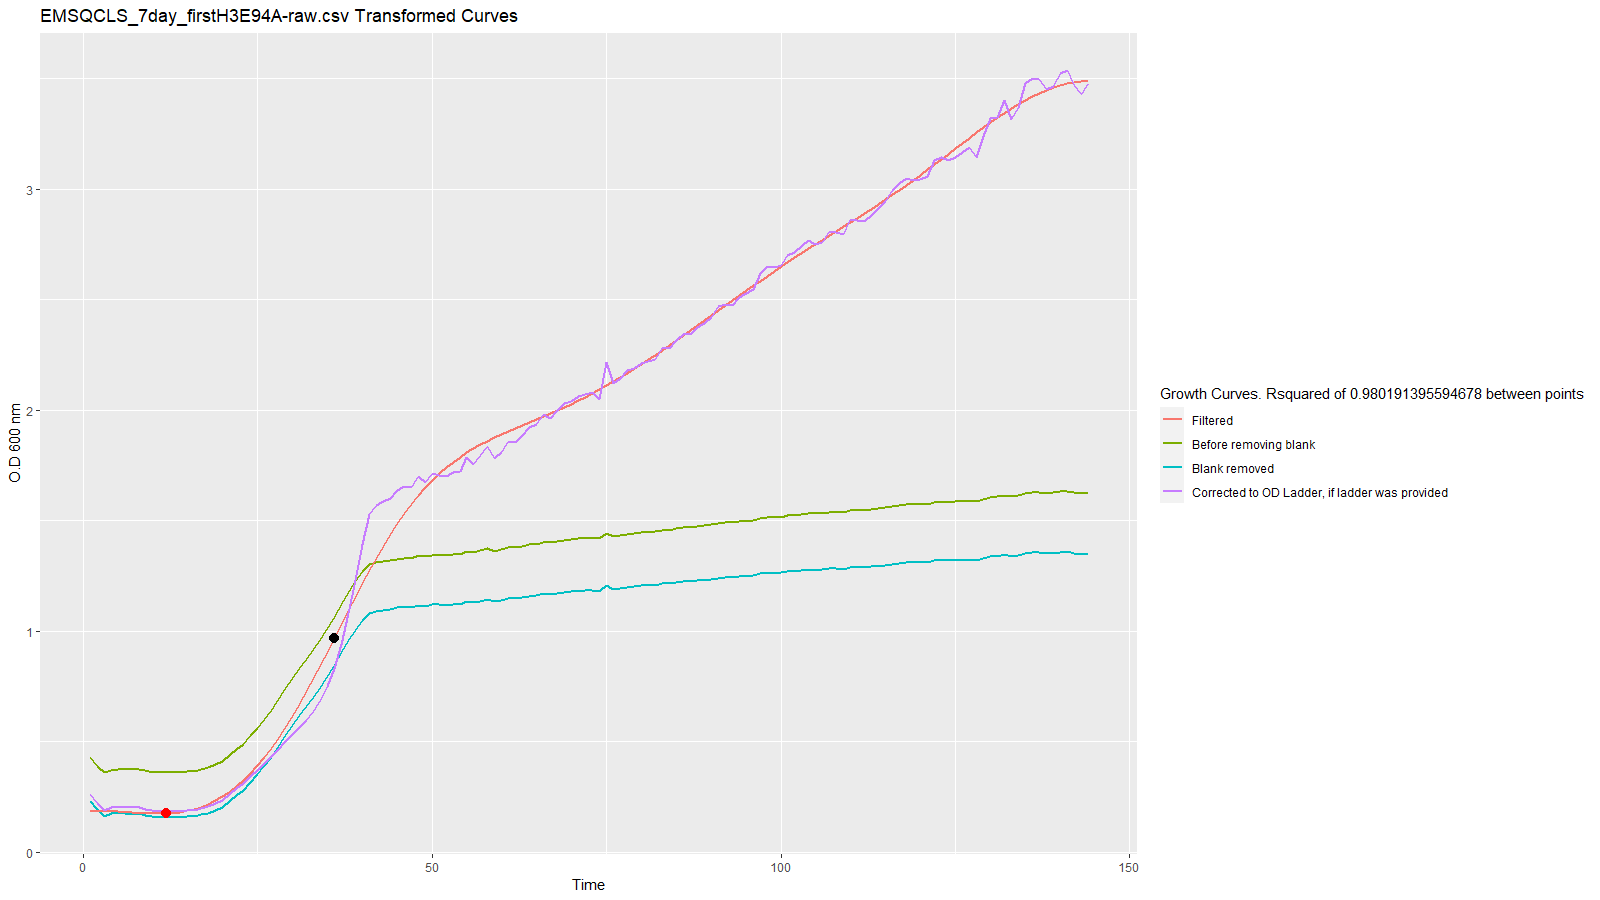 EMSQCLS_7day_firstH3E94A-raw.csv Transformed Curves
3
2
1
0
O.D 600 nm
0
50
100
150
Time
Growth Curves. Rsquared of 0.980191395594678 between points
Filtered
Before removing blank
Blank removed
Corrected to OD Ladder, if ladder was provided